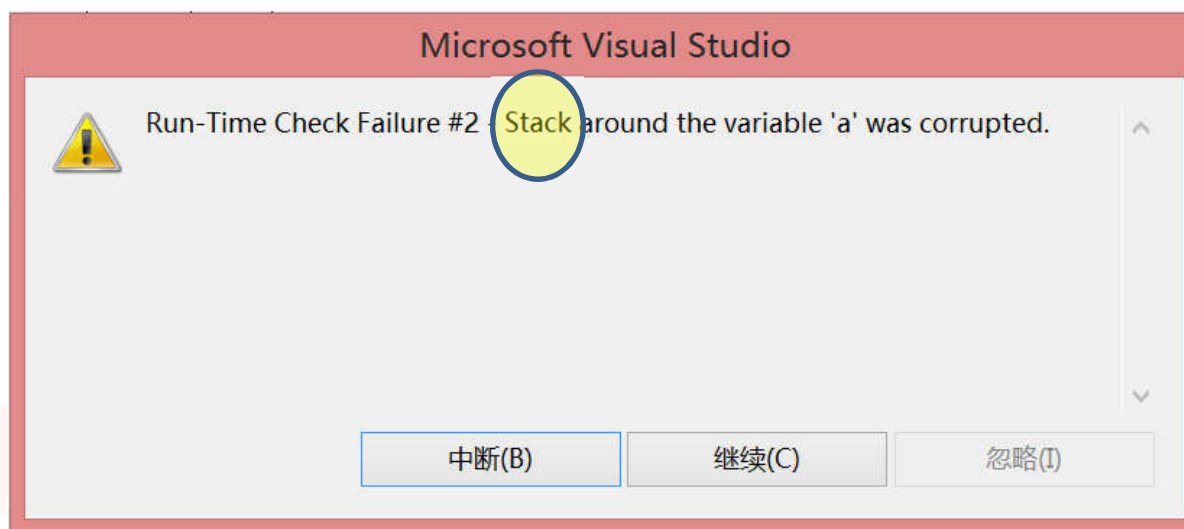 Microsoft Visual Studio
Run-Time Check Failure #2 - Stack around the variable 'a' was corrupted.
中断(B)
继续(C)
忽略(I)